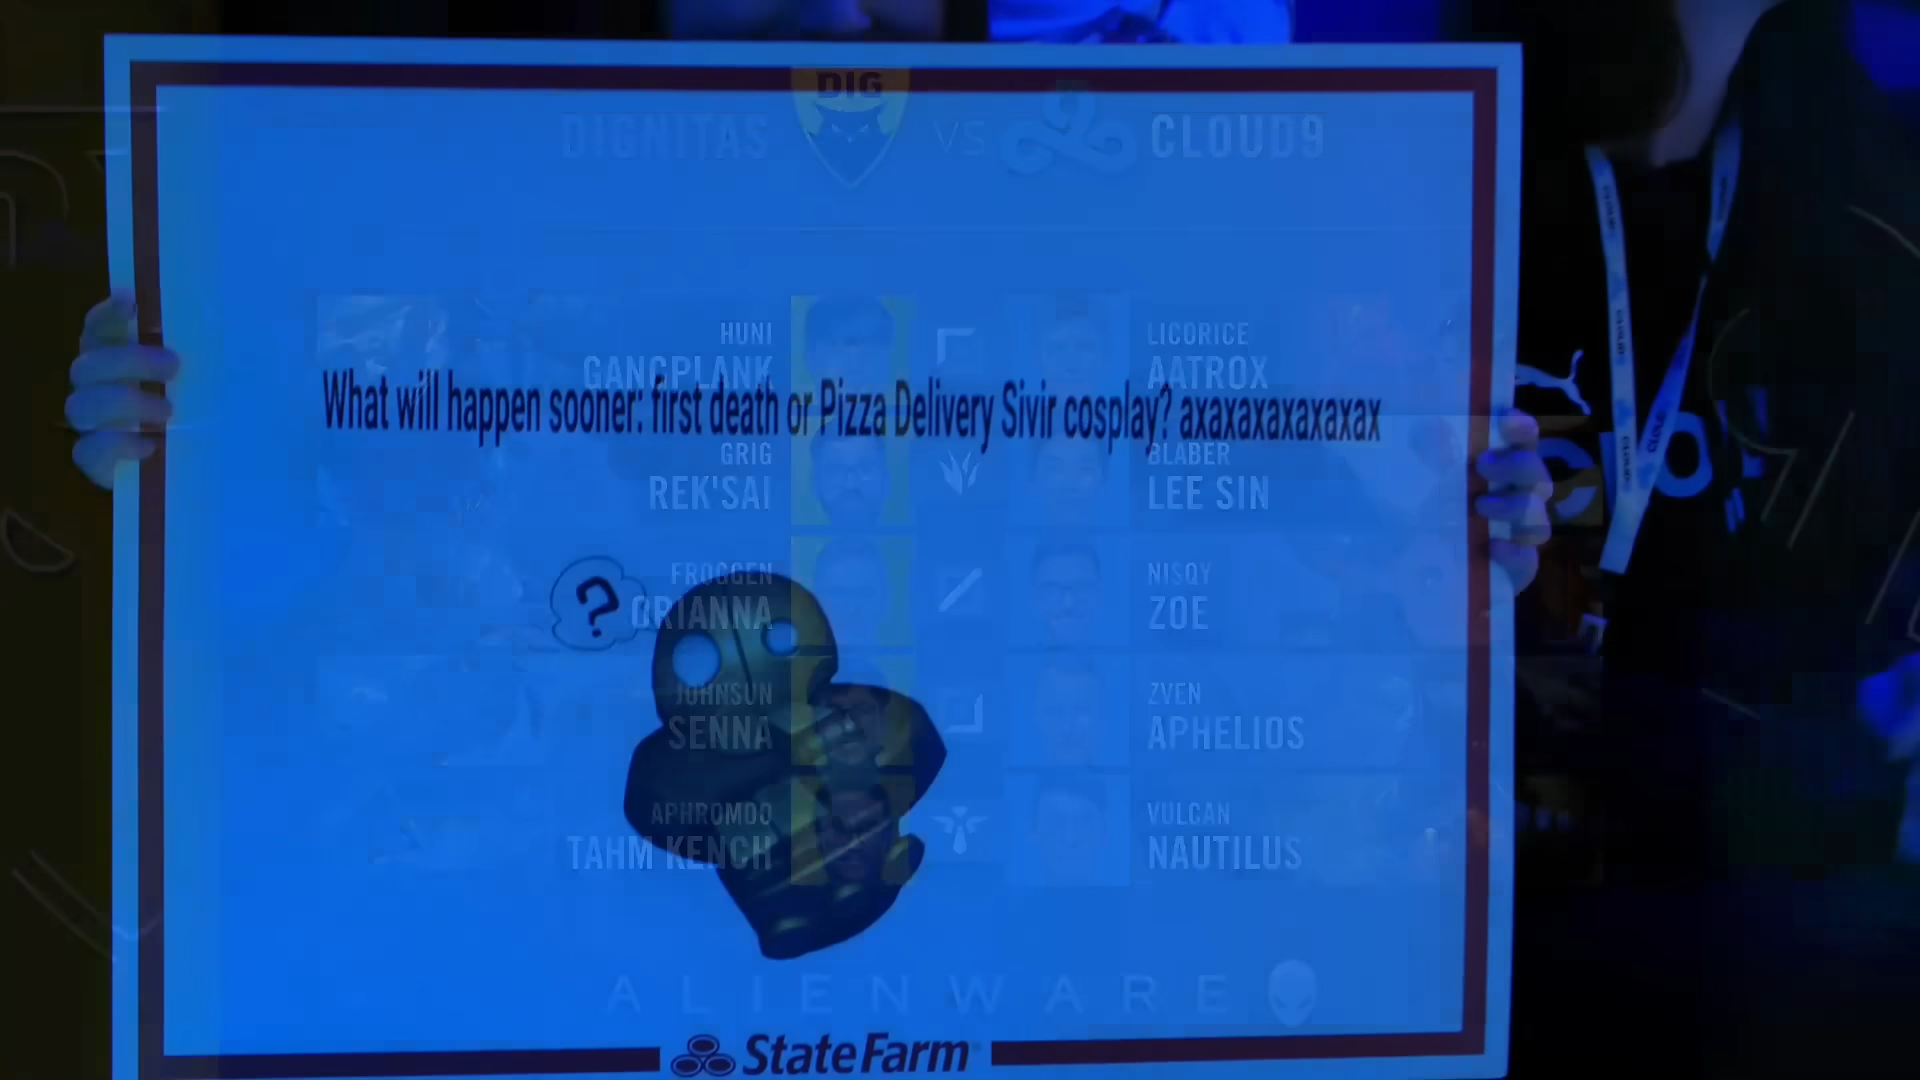 DIG
DIGNITAS VS CLOUD9
HUNI
GANGPLANK
LICORICE
AATROX
What will happen sooner: first death or Pizza Delivery Sivir cosplay? axaxaxaxaxaxax
GRIG
REK'SAI
BLABER
LEE SIN
?
FROGGEN
ORIANNA
NISQY
ZOE
JOHNSUN
SENNA
ZVEN
APHELIOS
APHROMOO
TAHM KENCH
VULCAN
NAUTILUS
ALIENWARE
State Farm